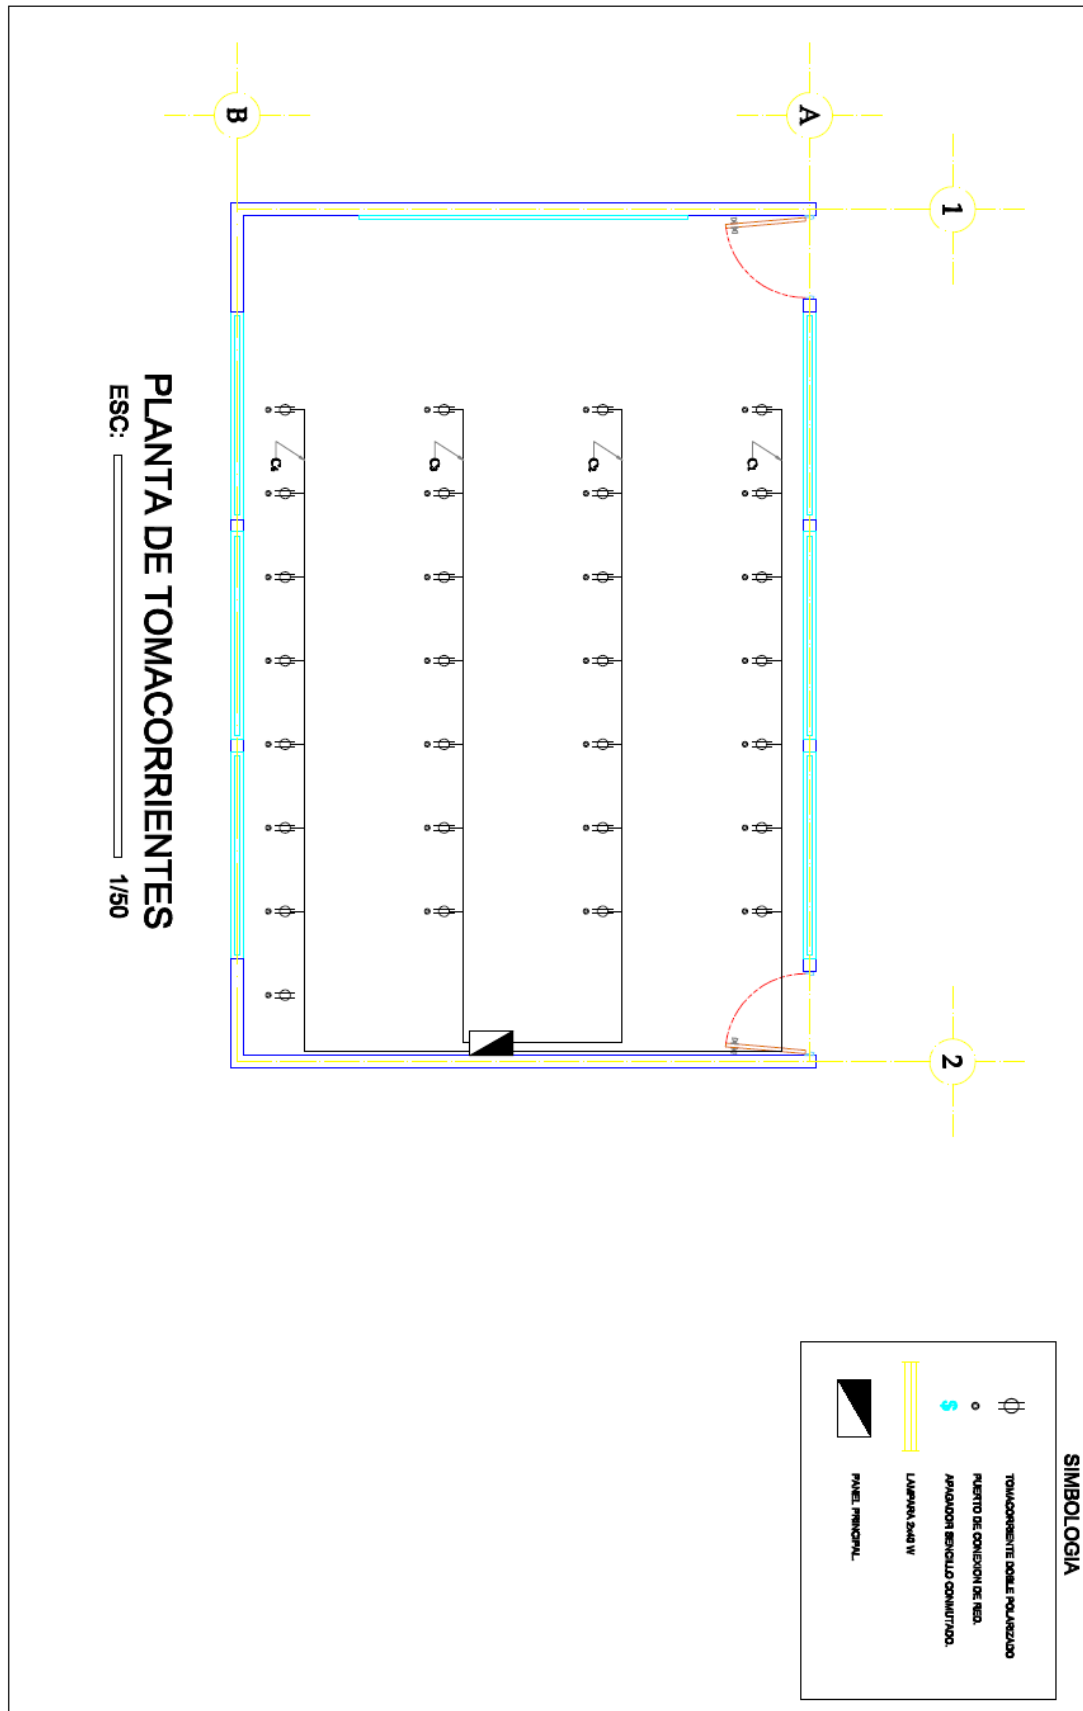 1
2
A
B
C₁
C₂
C₃
C₄
PLANTA DE TOMACORRIENTES
ESC: 1/50
SIMBOLOGIA
TOMACORRIENTE DOBLE POLARIZADO
PUERTO DE CONEXION DE RED.
$ APAGADOR SENCILLO CONMUTADO.
LAMPARA 2x40 W
PANEL PRINCIPAL.